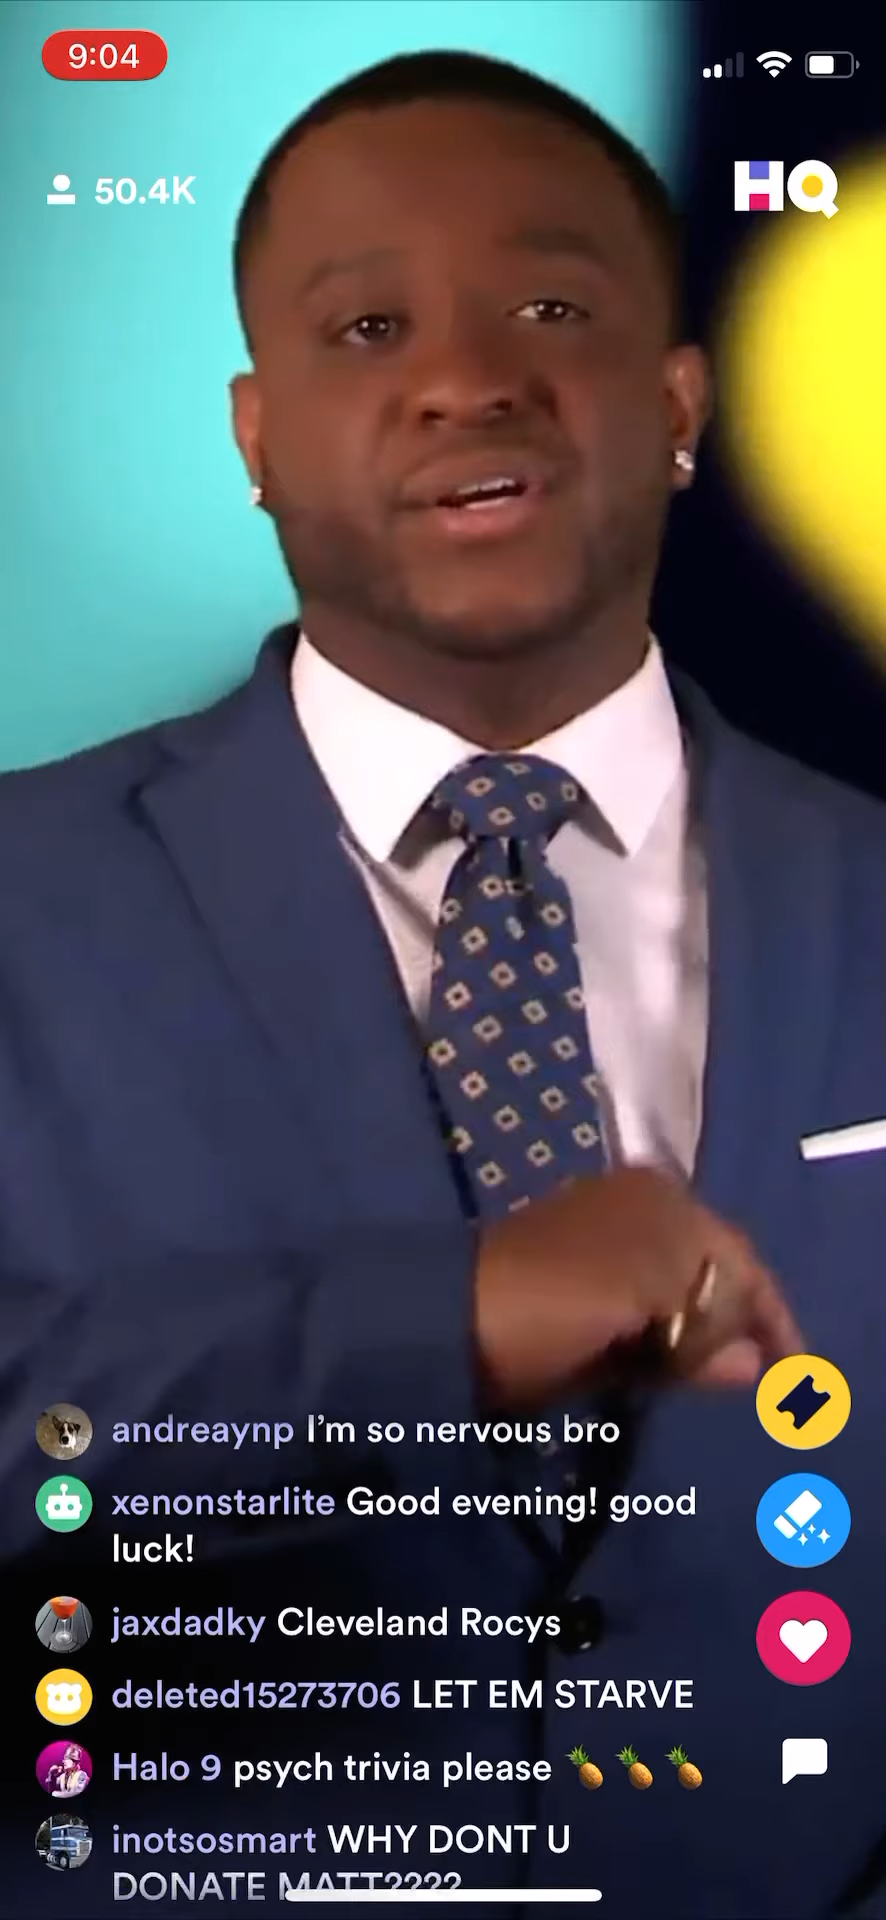 9:04
50.4K
HQ
andreaynp I’m so nervous bro
xenonstarlite Good evening! good
luck!
jaxdadky Cleveland Rocys
deleted15273706 LET EM STARVE
Halo 9 psych trivia please 🍍🍍🍍
inotsosmart WHY DONT U
DONATE MATT????